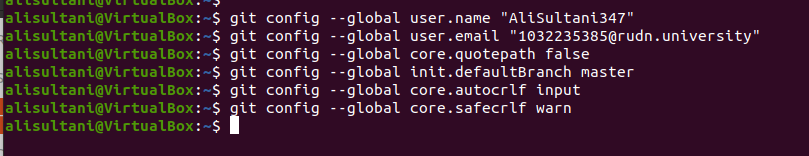 alisultani@VirtualBox:~$
alisultani@VirtualBox:~$ git config --global user.name "AliSultani347"
alisultani@VirtualBox:~$ git config --global user.email "1032235385@rudn.university"
alisultani@VirtualBox:~$ git config --global core.quotepath false
alisultani@VirtualBox:~$ git config --global init.defaultBranch master
alisultani@VirtualBox:~$ git config --global core.autocrlf input
alisultani@VirtualBox:~$ git config --global core.safecrlf warn
alisultani@VirtualBox:~$